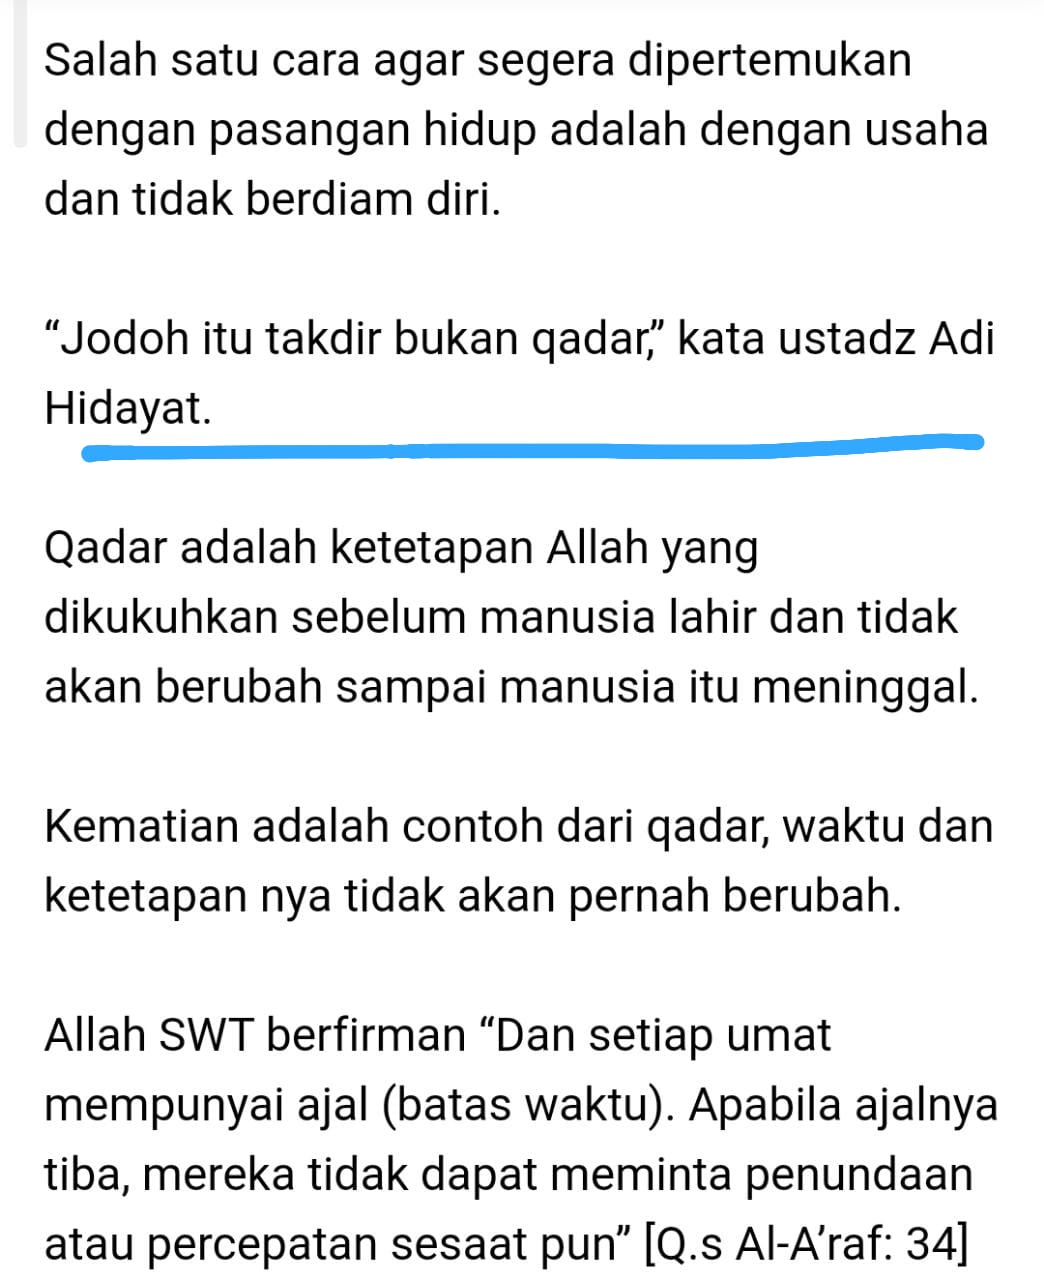 Salah satu cara agar segera dipertemukan
dengan pasangan hidup adalah dengan usaha
dan tidak berdiam diri.
“Jodoh itu takdir bukan qadar,” kata ustadz Adi
Hidayat.
Qadar adalah ketetapan Allah yang
dikukuhkan sebelum manusia lahir dan tidak
akan berubah sampai manusia itu meninggal.
Kematian adalah contoh dari qadar, waktu dan
ketetapan nya tidak akan pernah berubah.
Allah SWT berfirman “Dan setiap umat
mempunyai ajal (batas waktu). Apabila ajalnya
tiba, mereka tidak dapat meminta penundaan
atau percepatan sesaat pun” [Q.s Al-A’raf: 34]